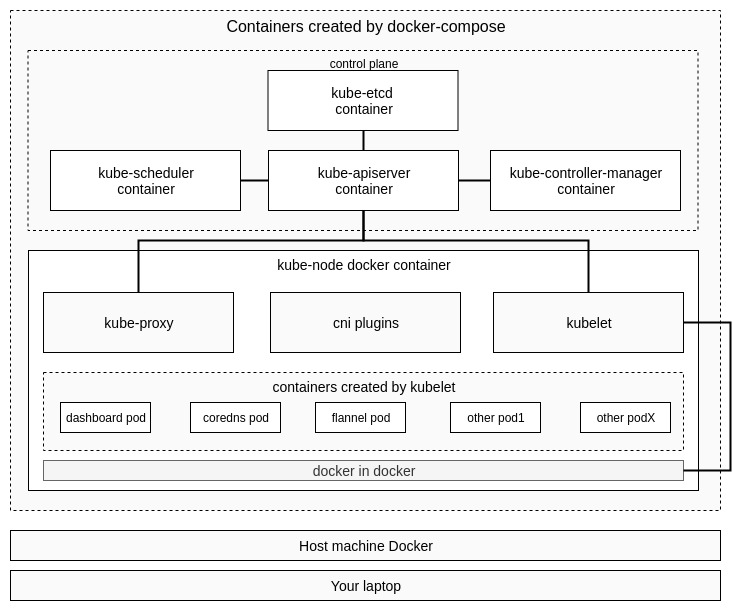 Containers created by docker-compose
control plane
kube-etcd
container
kube-scheduler
container
kube-apiserver
container
kube-controller-manager
container
kube-node docker container
kube-proxy
cni plugins
kubelet
containers created by kubelet
dashboard pod
coredns pod
flannel pod
other pod1
other podX
docker in docker
Host machine Docker
Your laptop